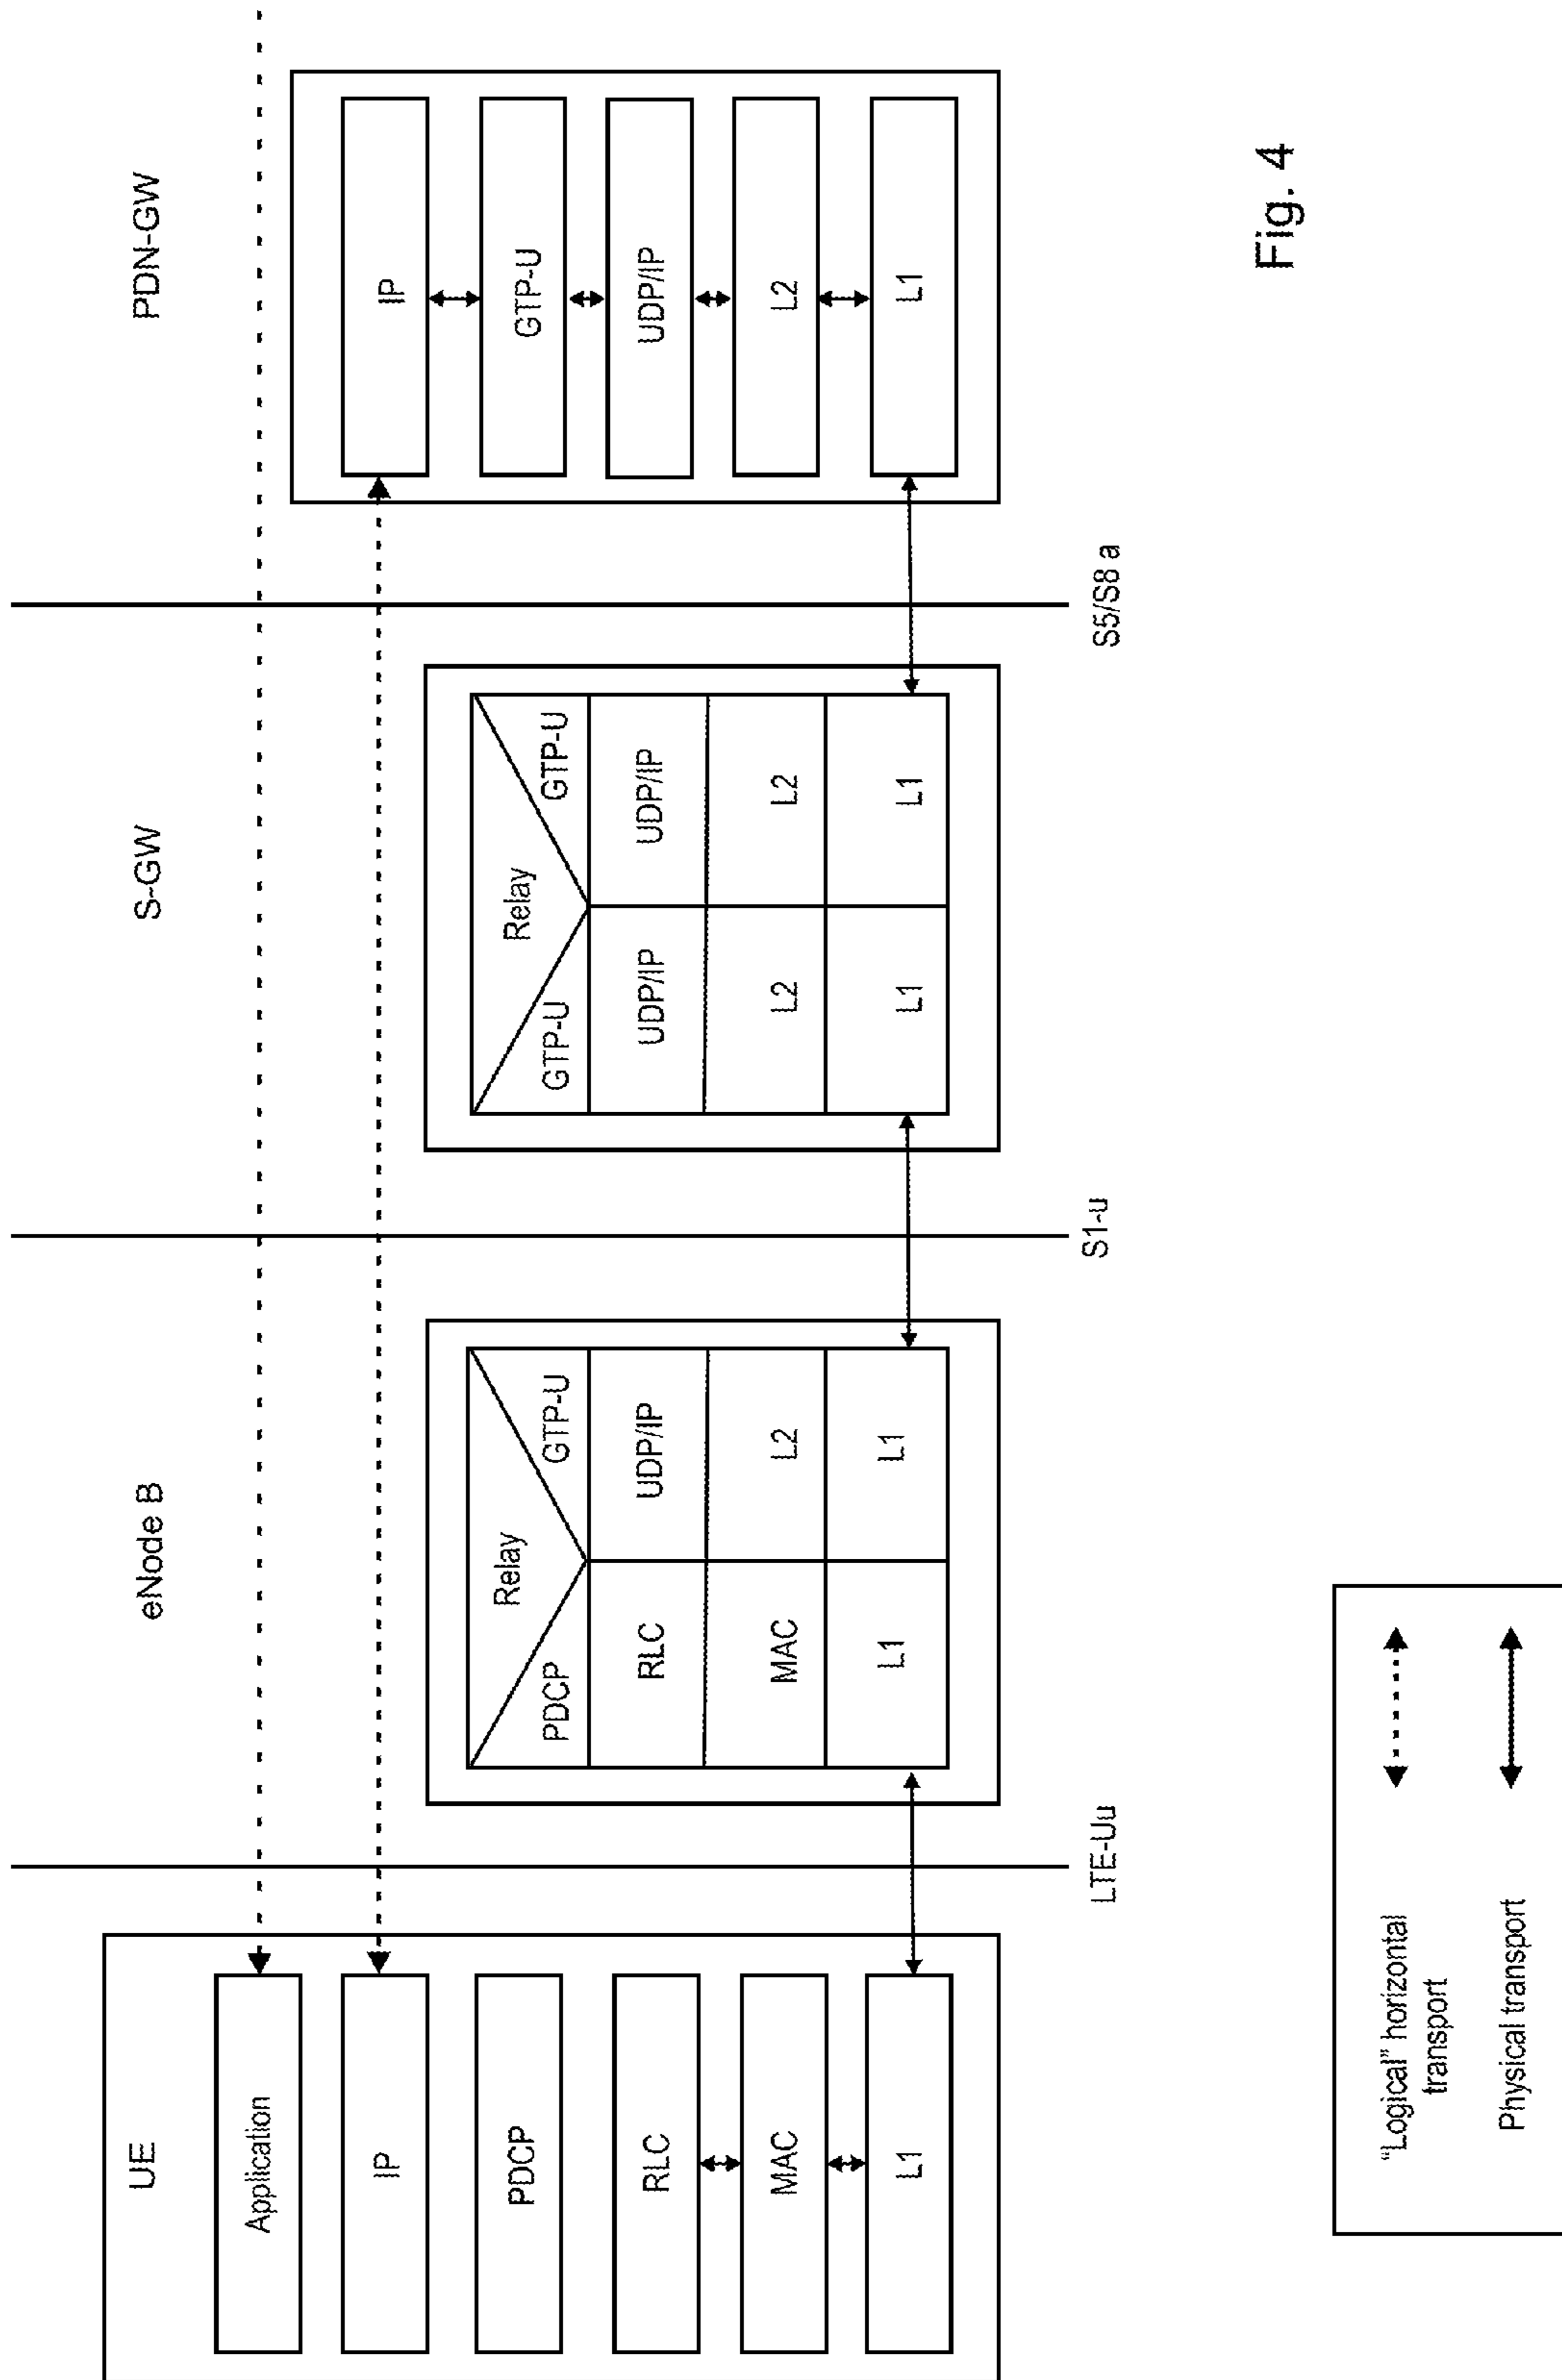 UE
Application
IP
PDCP
RLC
MAC
L1
LTE-Uu
eNode B
Relay
PDCP
GTP-U
RLC
UDP/IP
MAC
L2
L1
L1
S1-u
S-GW
Relay
GTP-U
GTP-U
UDP/IP
UDP/IP
L2
L2
L1
L1
S5/S8 a
PDN-GW
IP
GTP-U
UDP/IP
L2
L1
"Logical" horizontal
transport
Physical transport
Fig. 4